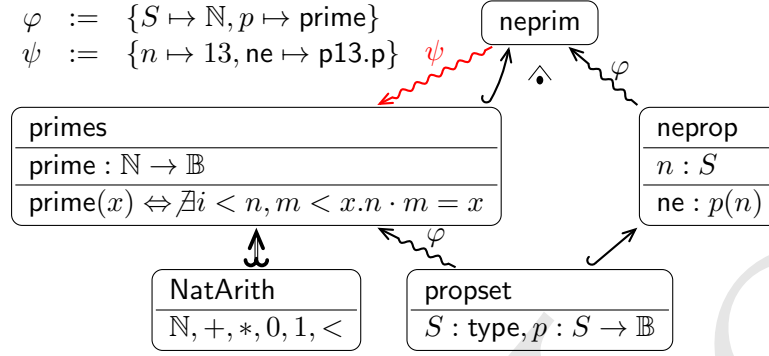 φ := {S ↦ ℕ, p ↦ prime}
ψ := {n ↦ 13, ne ↦ p13.p}
neprim
ψ
φ
primes
prime : ℕ → 𝔹
prime(x) ⇔ ∄i < n, m < x.n · m = x
neprop
n : S
ne : p(n)
φ
NatArith
ℕ, +, *, 0, 1, <
propset
S : type, p : S → 𝔹